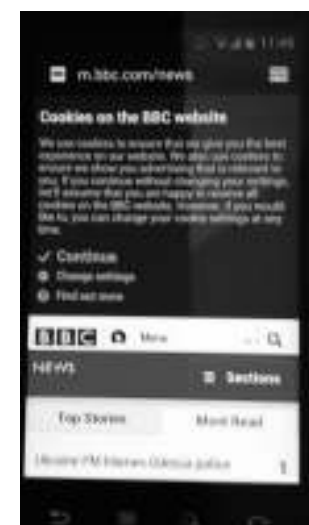 11:45
m.bbc.com/news
Cookies on the BBC website
We use cookies to ensure that we give you the best
experience on our website. We also use cookies to
ensure we show you advertising that is relevant to
you. If you continue without changing your settings,
we'll assume that you are happy to receive all
cookies on the BBC website. However, if you would
like to, you can change your cookie settings at any
time.
Continue
Change settings
Find out more
BBC Menu
NEWS
Sections
Top Stories Most Read
Ukraine PM blames Odessa police 1